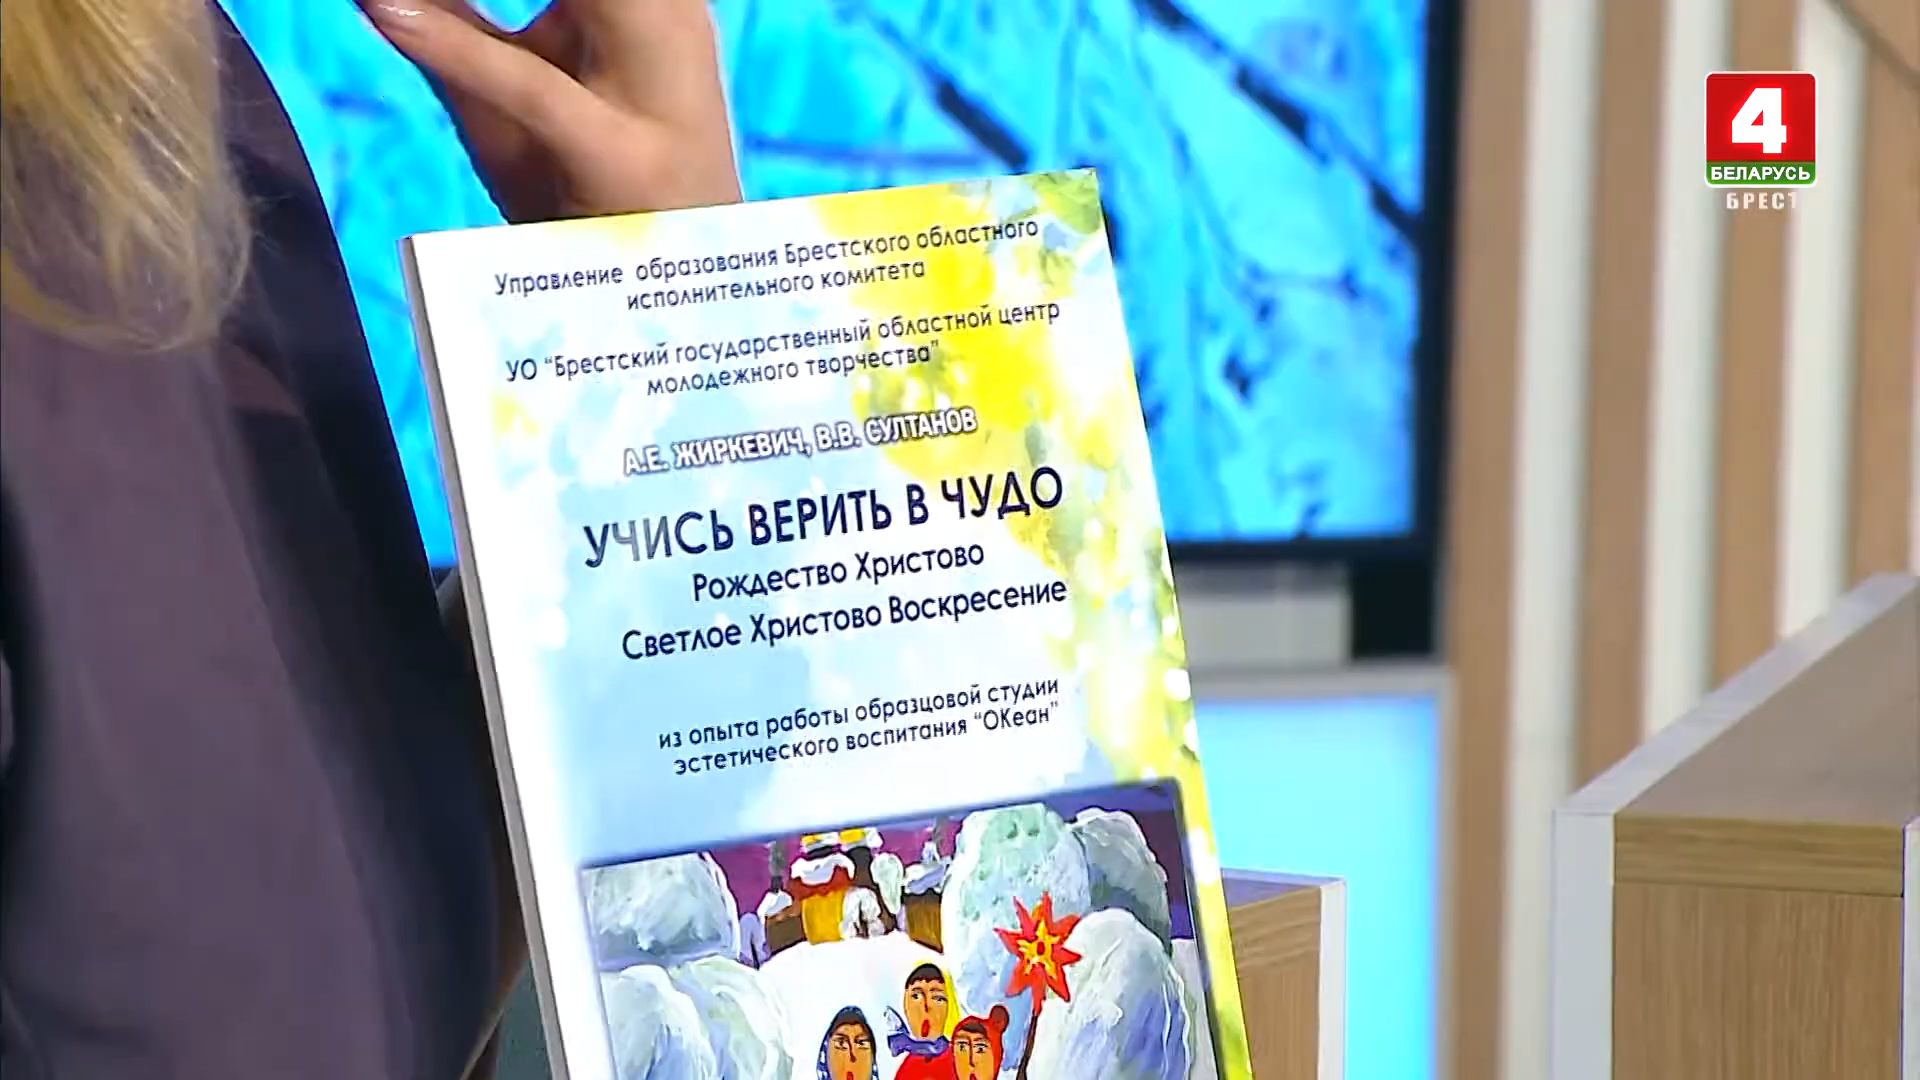 4
БЕЛАРУСЬ
БРЕСТ
Управление образования Брестского областного
исполнительного комитета
УО “Брестский государственный областной центр
молодежного творчества”
А.Е. ЖИРКЕВИЧ, В.В. СУЛТАНОВ
УЧИСЬ ВЕРИТЬ В ЧУДО
Рождество Христово
Светлое Христово Воскресение
из опыта работы образцовой студии
эстетического воспитания “ОКеан”